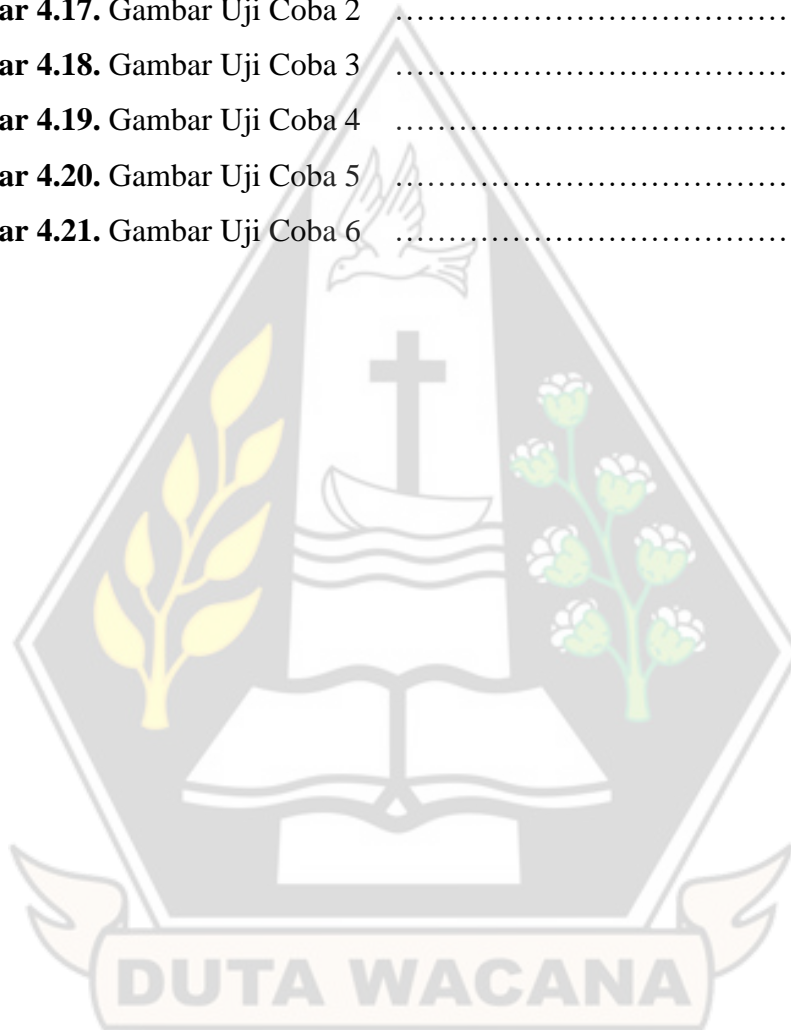 ar 4.17. Gambar Uji Coba 2 ........................................
ar 4.18. Gambar Uji Coba 3 ........................................
ar 4.19. Gambar Uji Coba 4 ........................................
ar 4.20. Gambar Uji Coba 5 ........................................
ar 4.21. Gambar Uji Coba 6 ........................................
DUTA WACANA